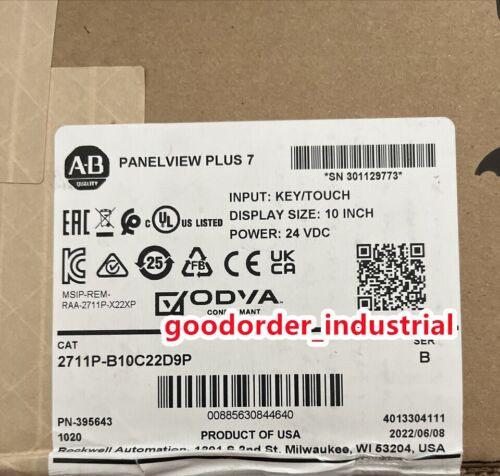 A-B
QUALITY
PANELVIEW PLUS 7
*SN 301129773*
INPUT: KEY/TOUCH
DISPLAY SIZE: 10 INCH
POWER: 24 VDC
EAC
C UL US LISTED
25
FB
CE
UK
CA
MSIP-REM-
RAA-2711P-X22XP
ODVA
CONFORMANT
goodorder_industrial
CAT
SER
2711P-B10C22D9P
B
00885630844640
PN-395643
4013304111
1020
PRODUCT OF USA
2022/06/08
Rockwell Automation, 1201 S 2nd St. Milwaukee, WI 53204, USA